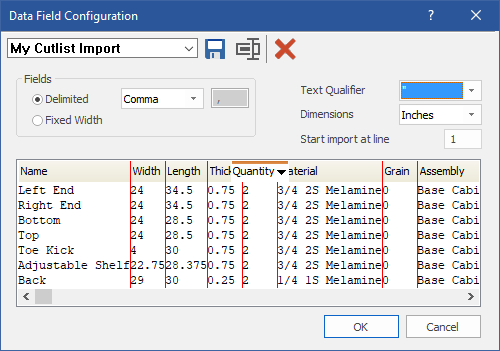 Data Field Configuration ?
My Cutlist Import
Fields
Delimited Comma ,
Fixed Width
Text Qualifier "
Dimensions Inches
Start import at line 1
Name Width Length Thic Quantity aterial Grain Assembly
Left End 24 34.5 0.75 2 3/4 2S Melamine 0 Base Cabi
Right End 24 34.5 0.75 2 3/4 2S Melamine 0 Base Cabi
Bottom 24 28.5 0.75 2 3/4 2S Melamine 0 Base Cabi
Top 24 28.5 0.75 2 3/4 2S Melamine 0 Base Cabi
Toe Kick 4 30 0.75 2 3/4 2S Melamine 0 Base Cabi
Adjustable Shelf 22.75 28.375 0.75 2 3/4 2S Melamine 0 Base Cabi
Back 29 30 0.25 2 1/4 1S Melamine 0 Base Cabi
OK Cancel